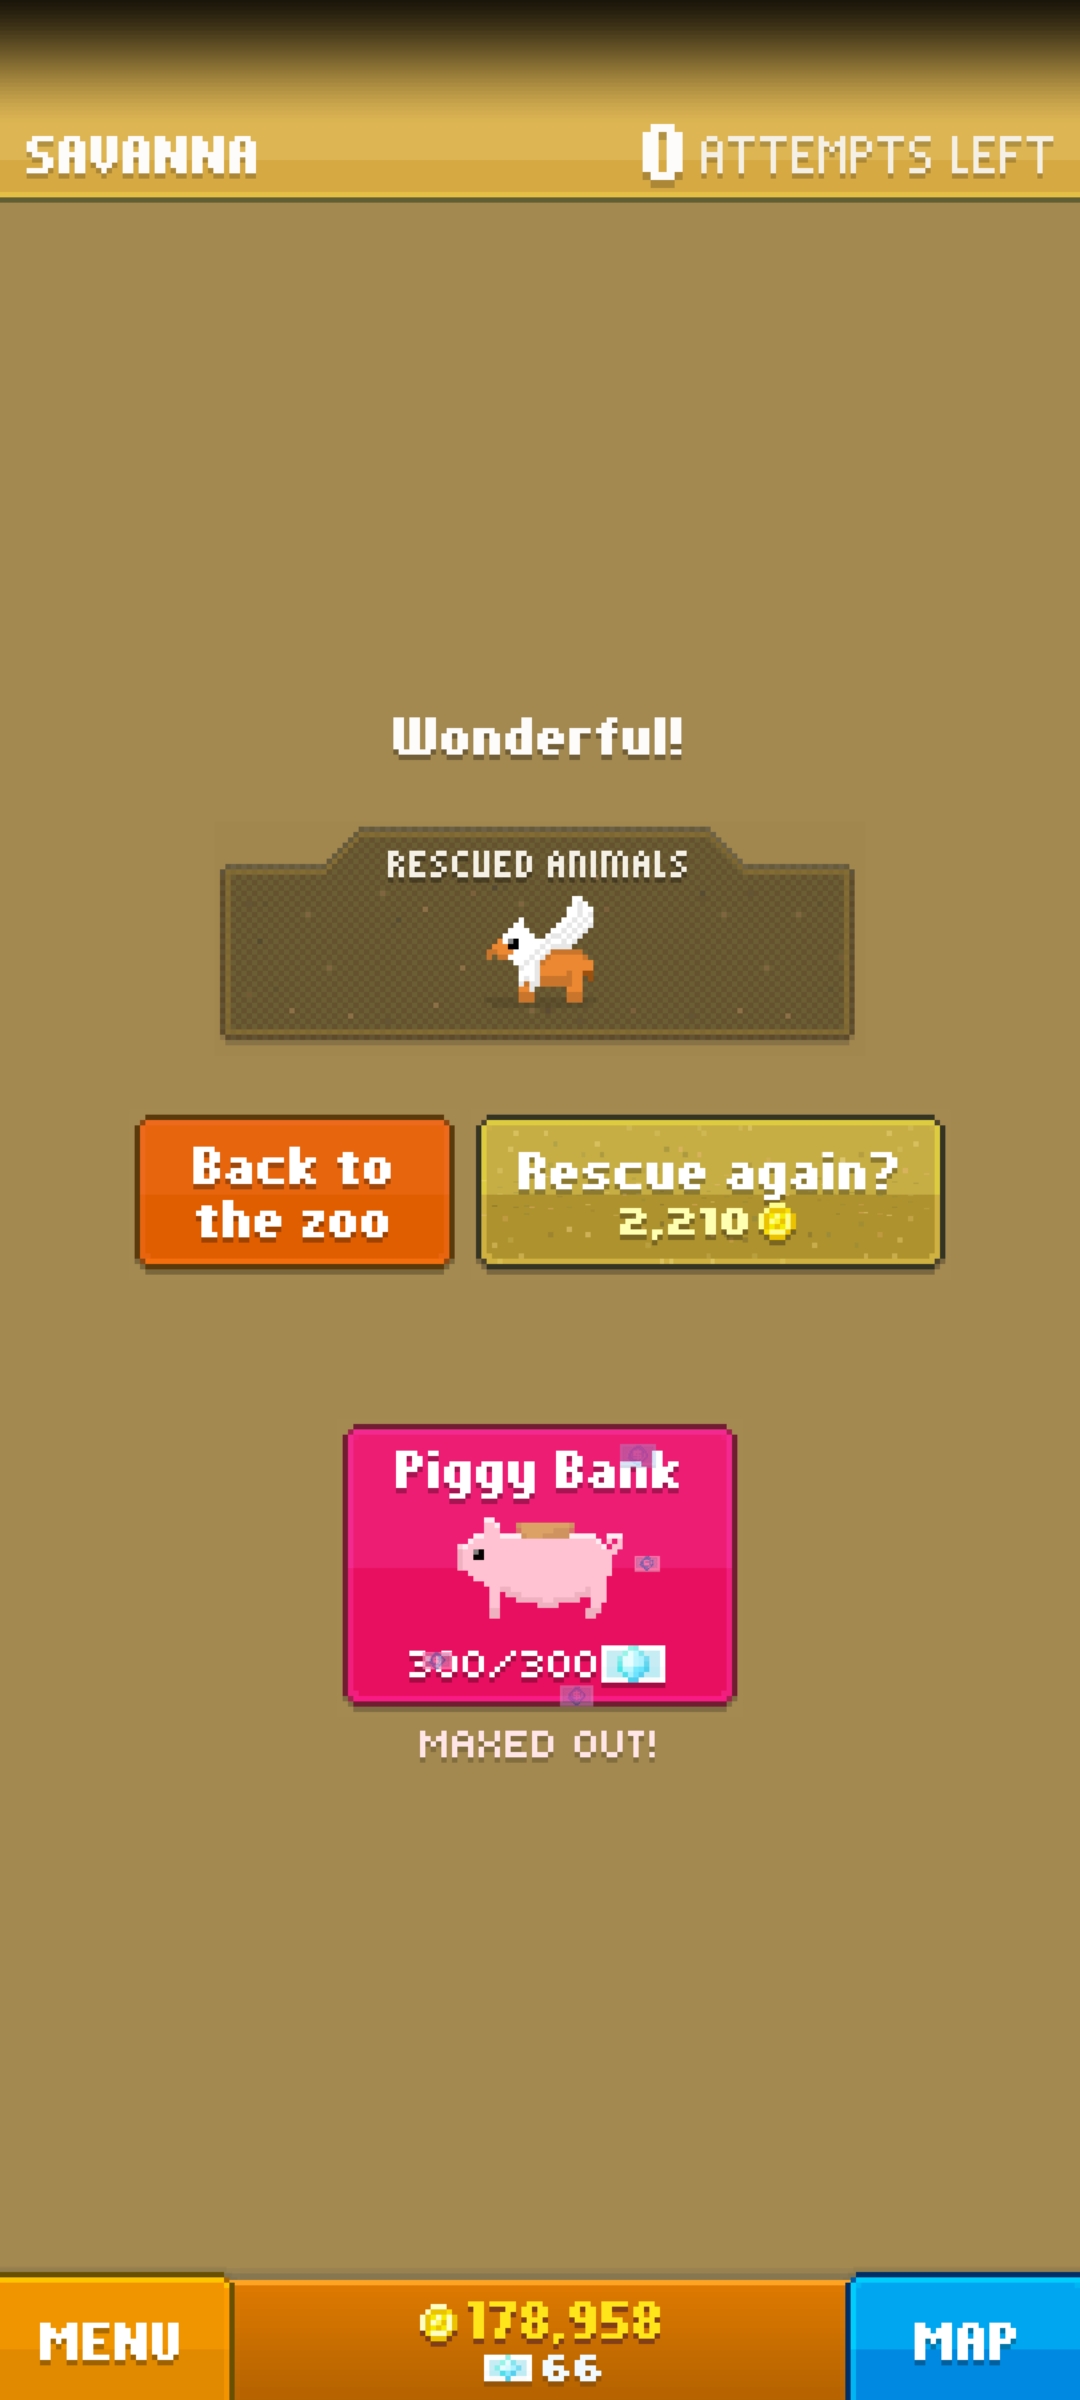 SAVANNA
0 ATTEMPTS LEFT
Wonderful!
RESCUED ANIMALS
Back to
the zoo
Rescue again?
2,210
Piggy Bank
300/300
MAXED OUT!
MENU
178,958
66
MAP